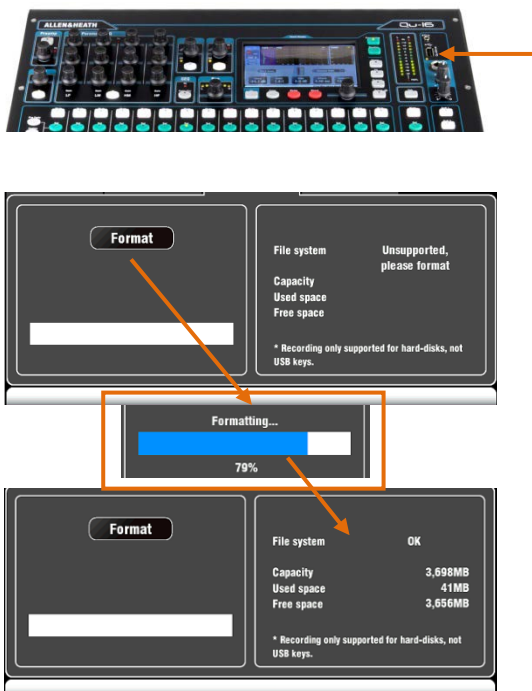 ALLEN&HEATH
Qu-16
Format
File system Unsupported,
please format
Capacity
Used space
Free space
* Recording only supported for hard-disks, not
USB keys.
Formatting...
79%
Format
File system OK
Capacity 3,698MB
Used space 41MB
Free space 3,656MB
* Recording only supported for hard-disks, not
USB keys.